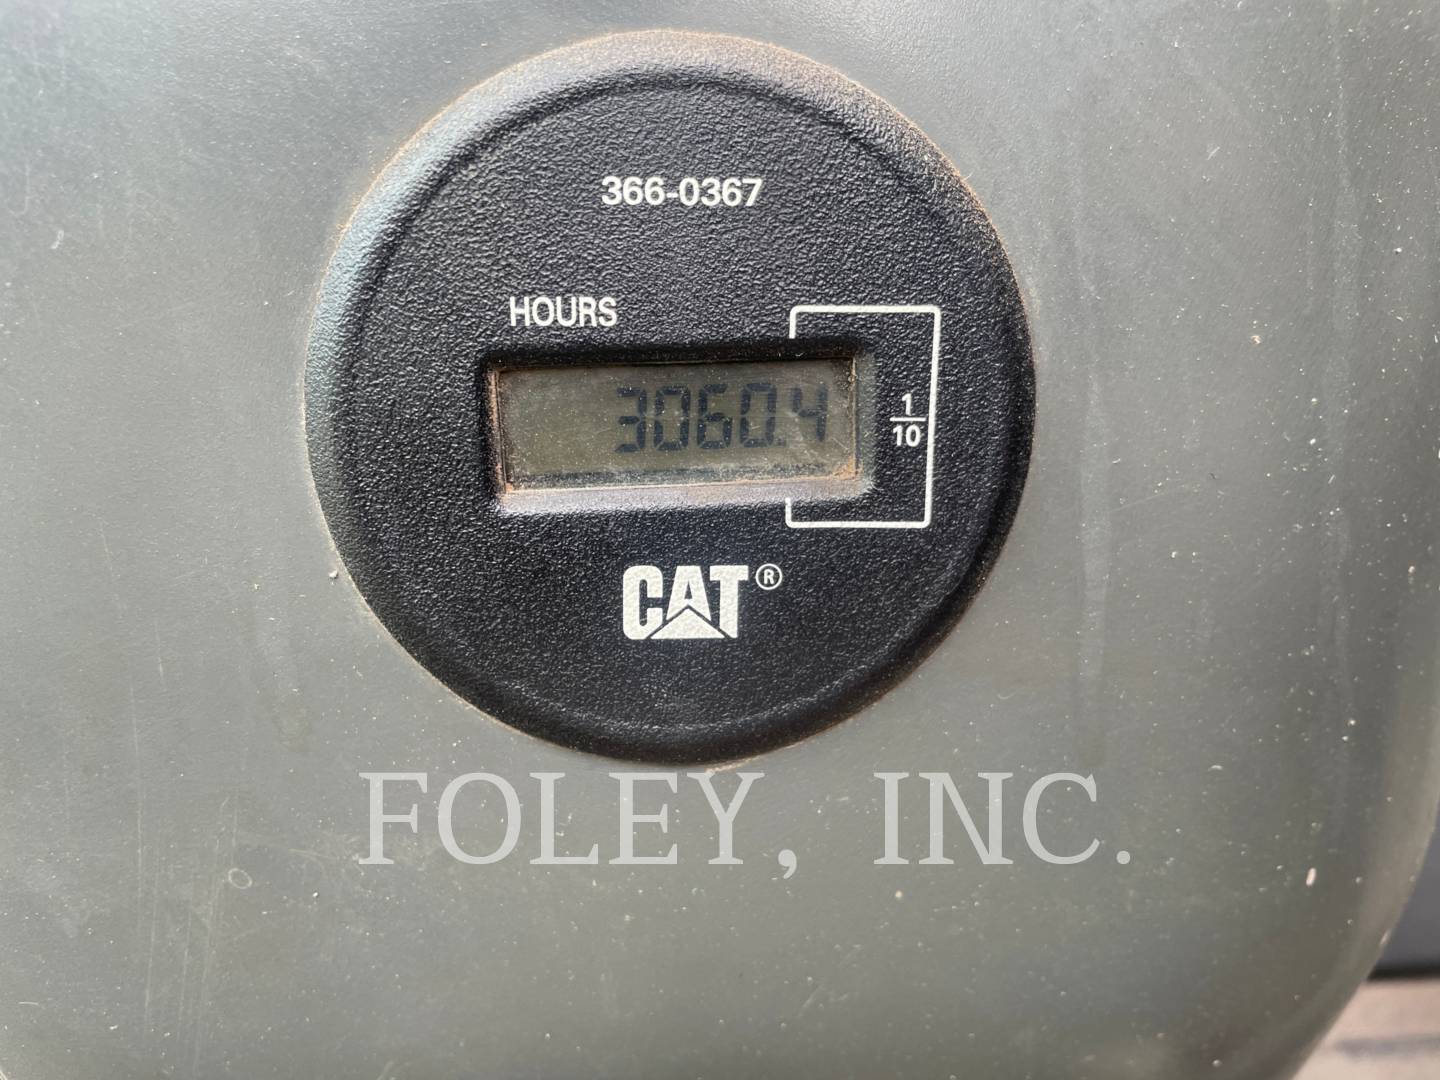 366-0367
HOURS
3060.4
1
10
CAT®
FOLEY, INC.